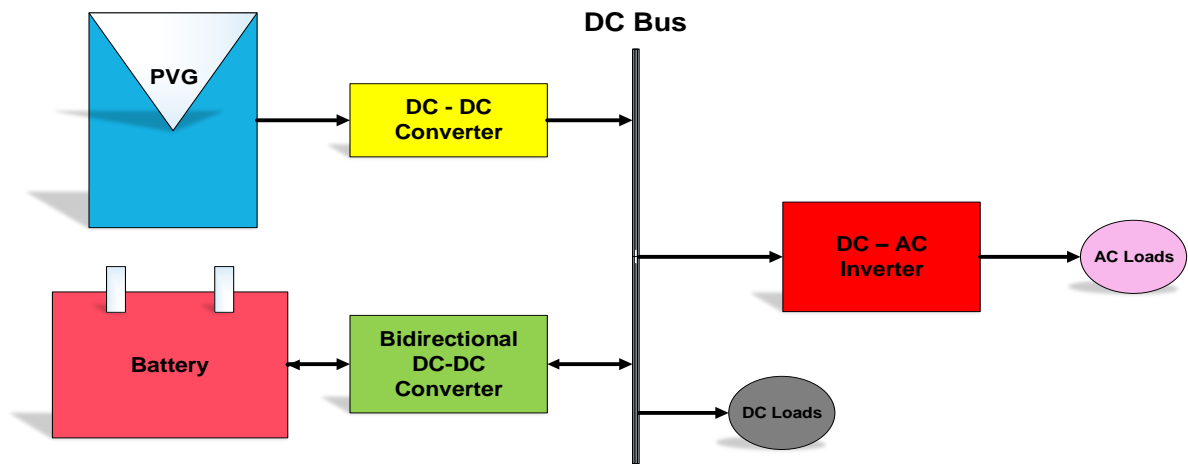 DC Bus
PVG
DC - DC
Converter
DC – AC
Inverter
AC Loads
Battery
Bidirectional
DC-DC
Converter
DC Loads